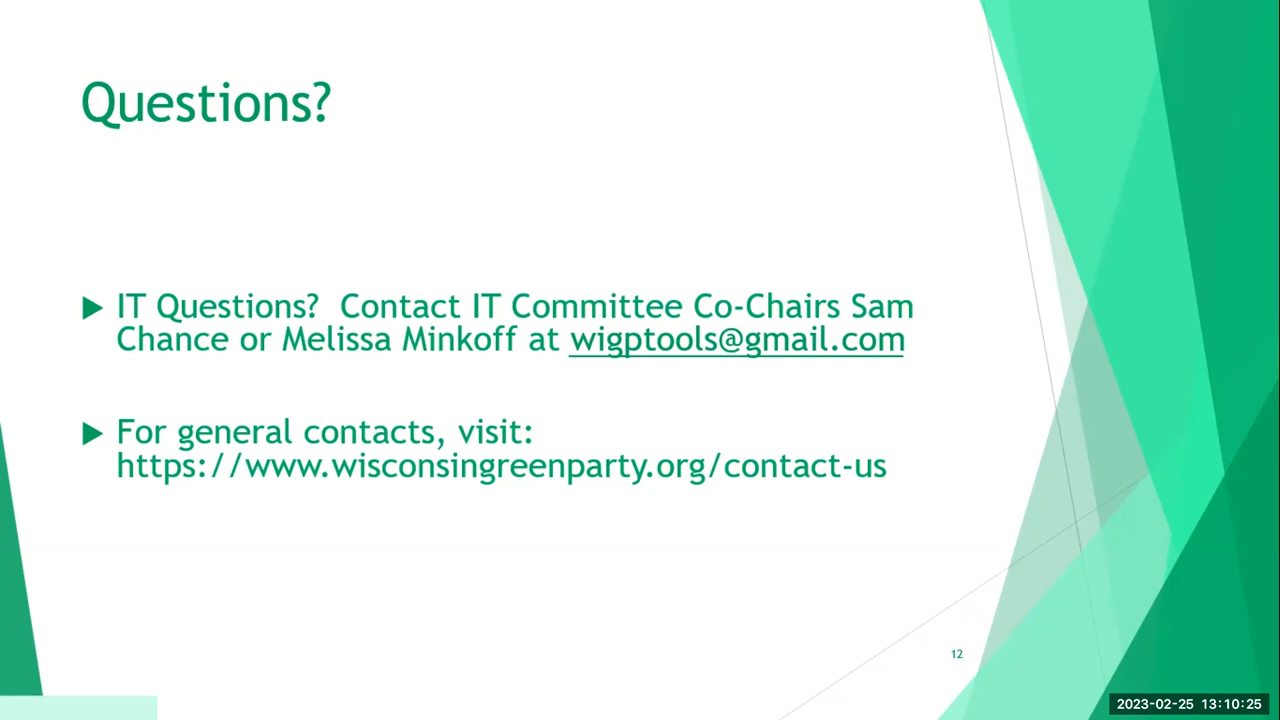 Questions?
IT Questions?  Contact IT Committee Co-Chairs Sam
Chance or Melissa Minkoff at wigptools@gmail.com
For general contacts, visit:
https://www.wisconsingreenparty.org/contact-us
12
2023-02-25 13:10:25